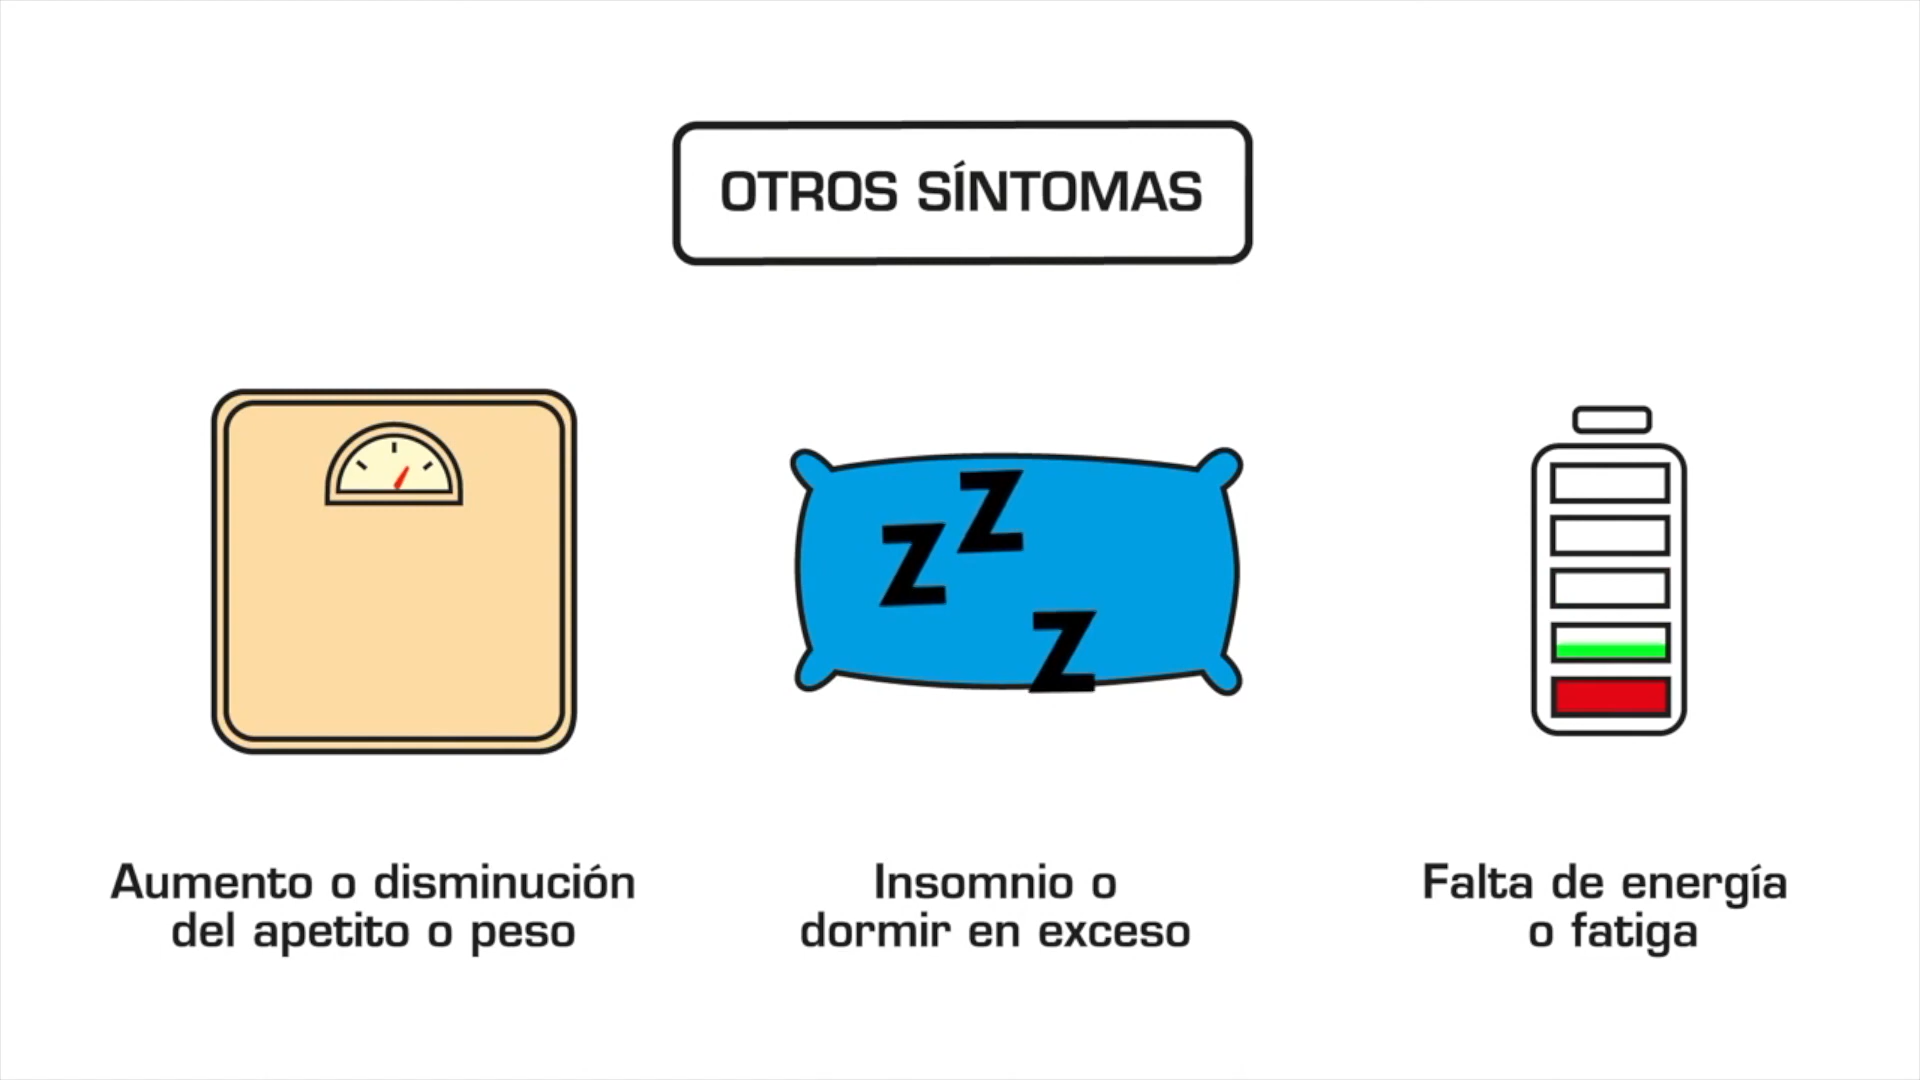 OTROS SÍNTOMAS
Z
Z
Z
Aumento o disminución
del apetito o peso
Insomnio o
dormir en exceso
Falta de energía
o fatiga